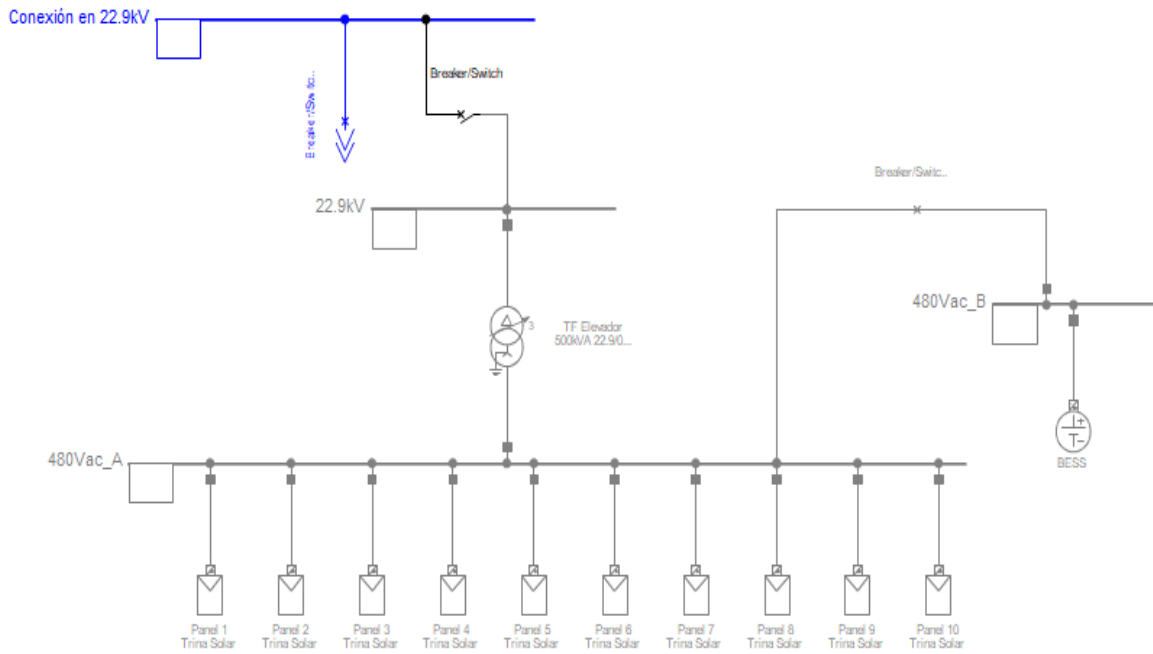 Conexión en 22.9kV
Breaker/Switch
Breaker/Switc..
22.9kV
Breaker/Switc..
480Vac_B
3
TF Elevador
500kVA 22.9/0...
480Vac_A
BESS
Panel 1
Trina Solar
Panel 2
Trina Solar
Panel 3
Trina Solar
Panel 4
Trina Solar
Panel 5
Trina Solar
Panel 6
Trina Solar
Panel 7
Trina Solar
Panel 8
Trina Solar
Panel 9
Trina Solar
Panel 10
Trina Solar